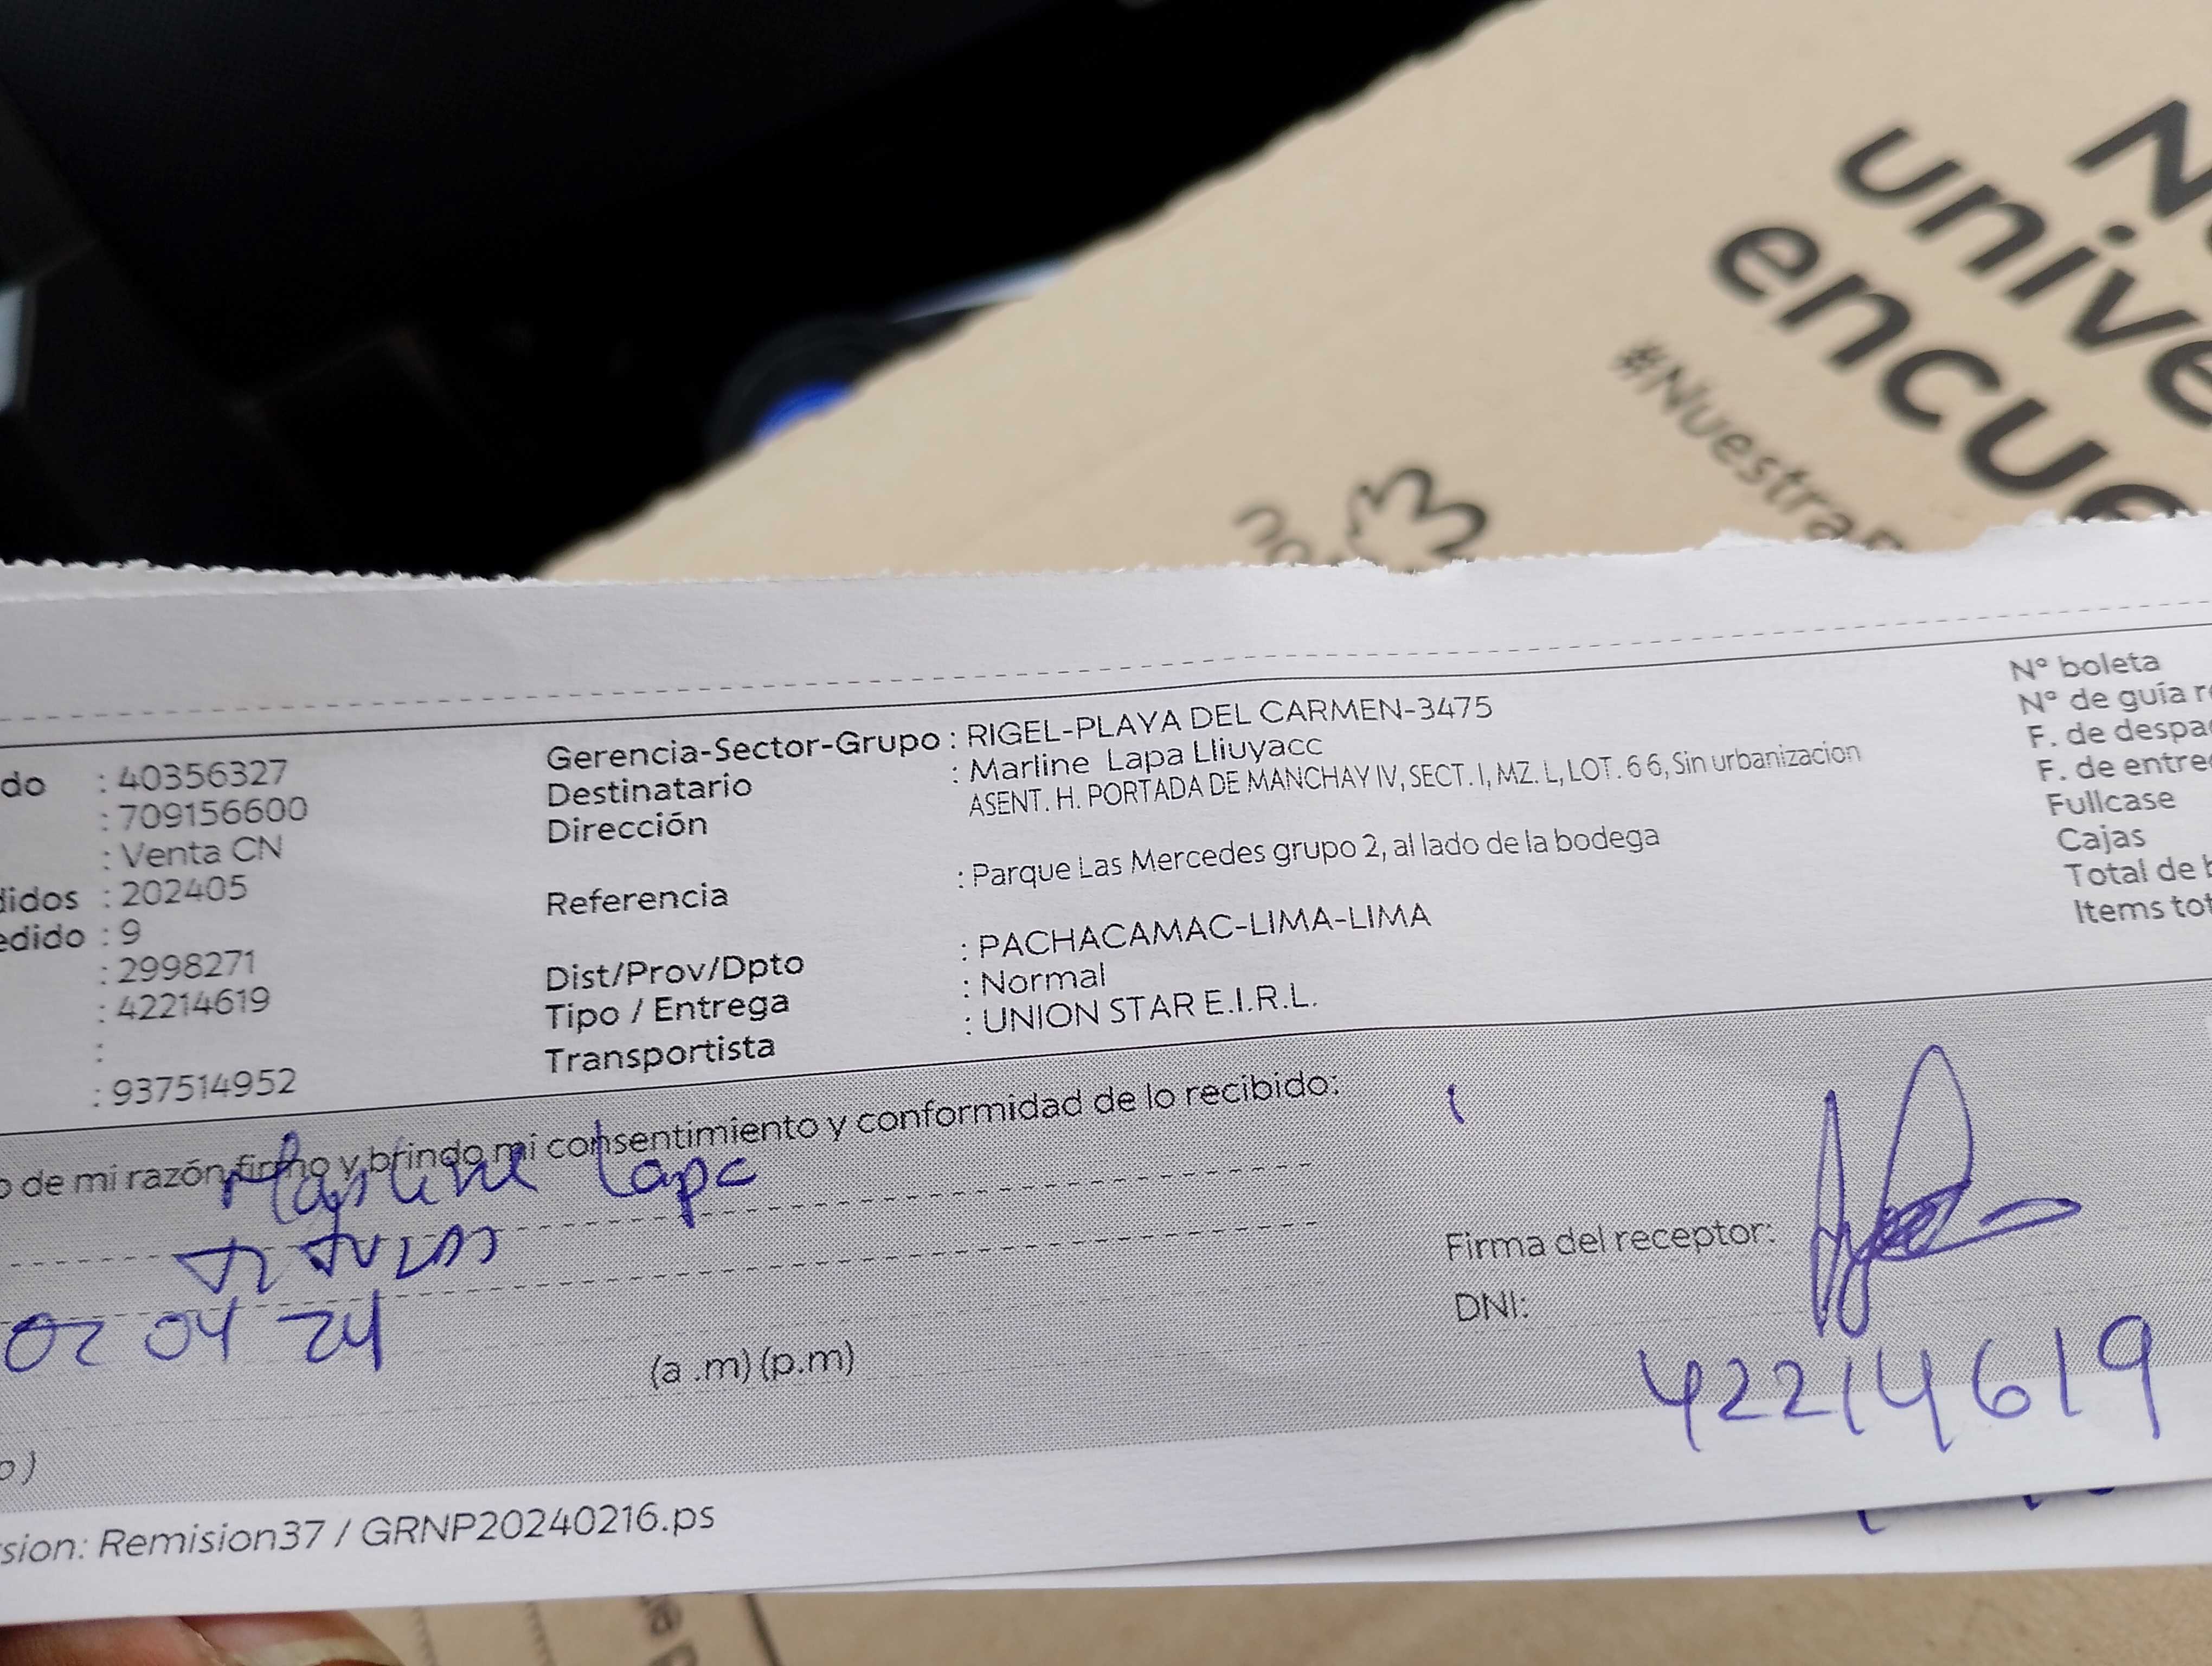 unive
encue
#Nuestra
do : 40356327
: 709156600
: Venta CN
didos : 202405
edido : 9
: 2998271
: 42214619
:
: 937514952
Gerencia-Sector-Grupo : RIGEL-PLAYA DEL CARMEN-3475
Destinatario : Marline Lapa Lliuyacc
Dirección ASENT. H. PORTADA DE MANCHAY IV, SECT. I, MZ. L, LOT. 6 6, Sin urbanizacion
Referencia : Parque Las Mercedes grupo 2, al lado de la bodega
Dist/Prov/Dpto : PACHACAMAC-LIMA-LIMA
Tipo / Entrega : Normal
Transportista : UNION STAR E.I.R.L.
N° boleta
N° de guía r
F. de despa
F. de entre
Fullcase
Cajas
Total de b
Items tot
o de mi razón firmo y brindo mi consentimiento y conformidad de lo recibido:
Marline Lapa
02 04 24
(a .m) (p.m)
Firma del receptor:
DNI:
42214619
o)
sion: Remision37 / GRNP20240216.ps